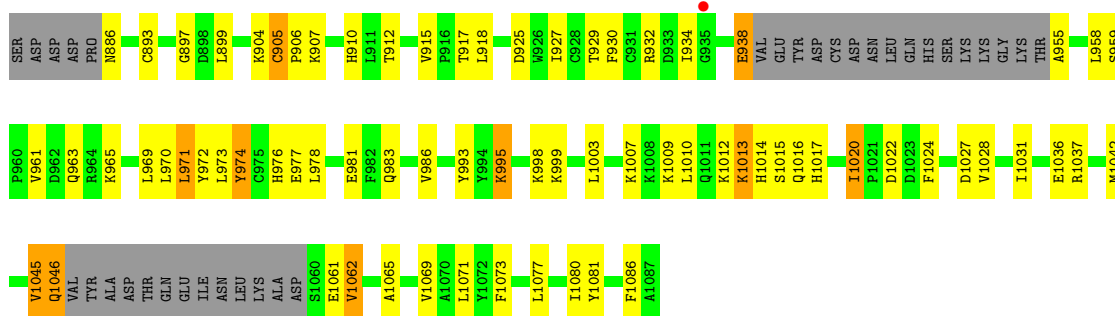 SER ASP ASP ASP PRO N886 C893 G897 D898 L899 K904 C905 P906 K907 H910 L911 T912 V915 P916 T917 L918 D925 W926 I927 C928 T929 F930 C931 R932 D933 I934 G935 E938 VAL GLU TYR ASP CYS ASP ASN LEU GLN HIS SER LYS LYS GLY LYS THR A955 L958 S959
P960 V961 D962 Q963 R964 K965 L969 L970 L971 Y972 L973 Y974 C975 H976 E977 L978 E981 F982 Q983 V986 Y993 Y994 K995 K998 K999 L1003 K1007 K1008 K1009 L1010 Q1011 K1012 K1013 H1014 S1015 Q1016 H1017 I1020 P1021 D1022 D1023 F1024 D1027 V1028 I1031 E1036 R1037 M1042
V1045 Q1046 VAL TYR ALA ASP THR GLN GLU ILE ASN LEU LYS ALA ASP S1060 E1061 V1062 A1065 V1069 A1070 L1071 Y1072 F1073 L1077 I1080 Y1081 F1086 A1087